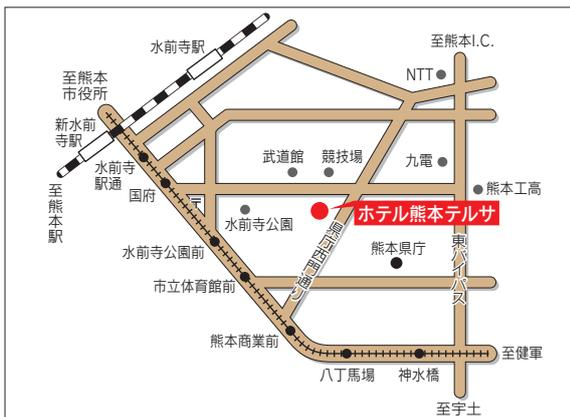 水前寺駅
至熊本I.C.
至熊本
市役所
NTT
新水前
寺駅
武道館
競技場
九電
水前寺
駅通
熊本工高
国府
〒
至熊本駅
水前寺公園
ホテル熊本テルサ
県庁西門通り
東バイパス
水前寺公園前
熊本県庁
市立体育館前
熊本商業前
至健軍
八丁馬場
神水橋
至宇土